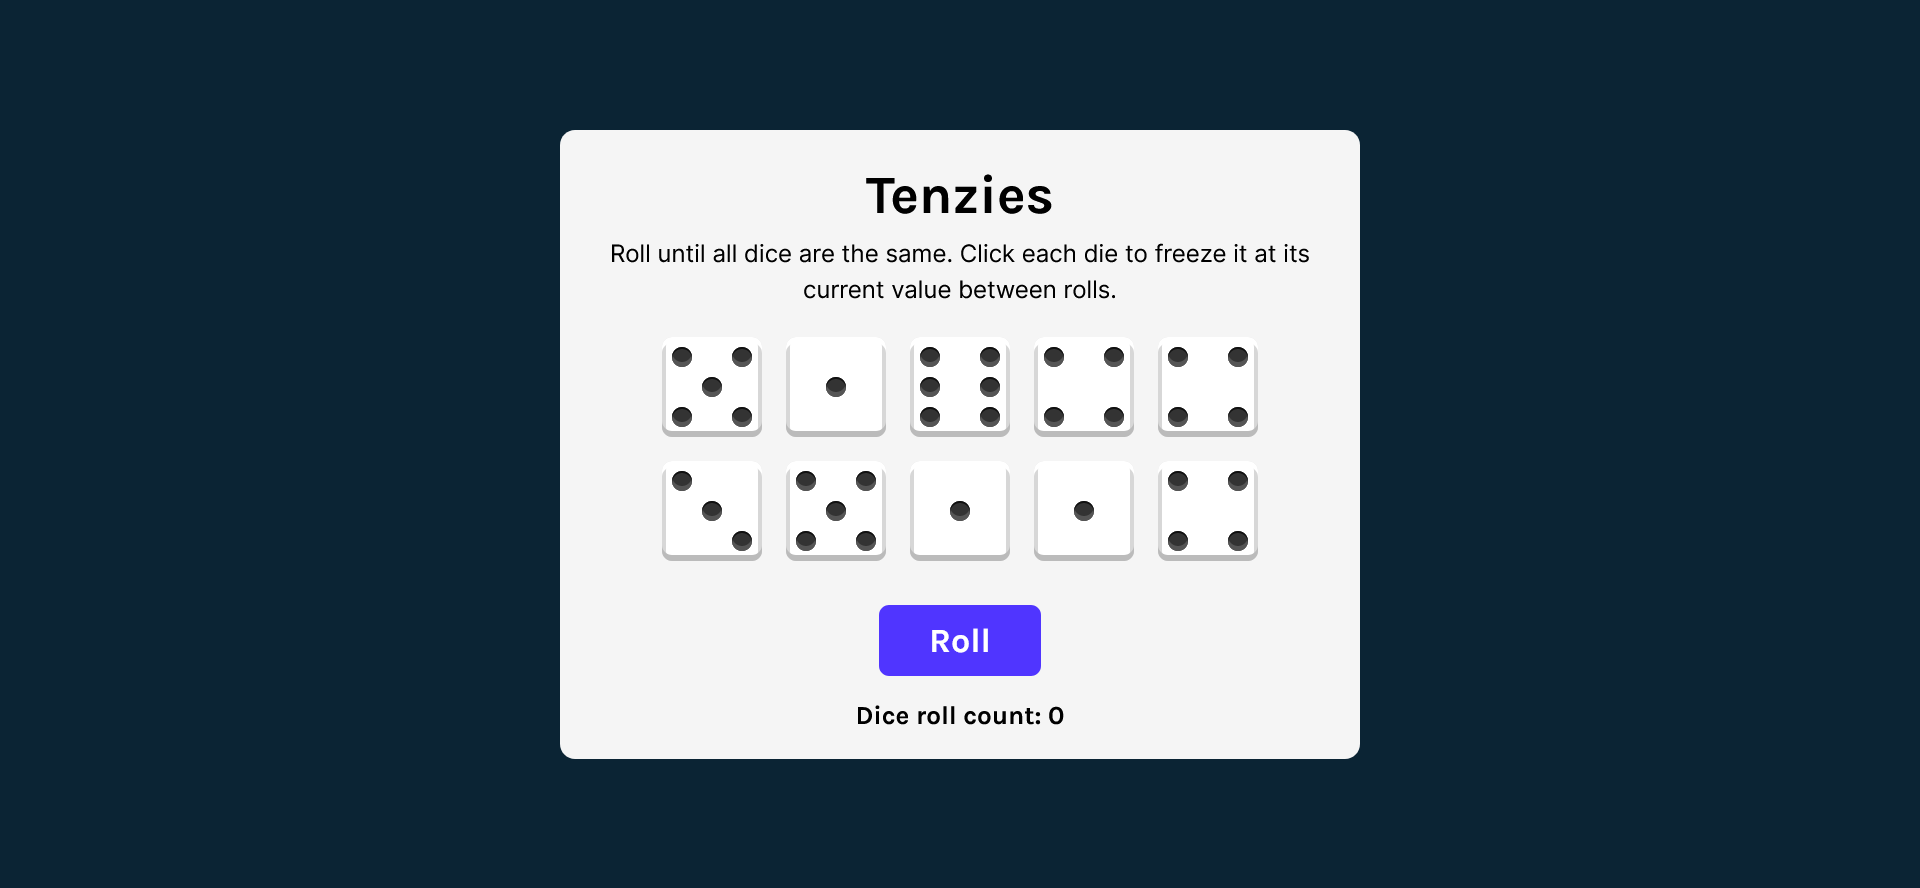 Tenzies
Roll until all dice are the same. Click each die to freeze it at its
current value between rolls.
Roll
Dice roll count: 0